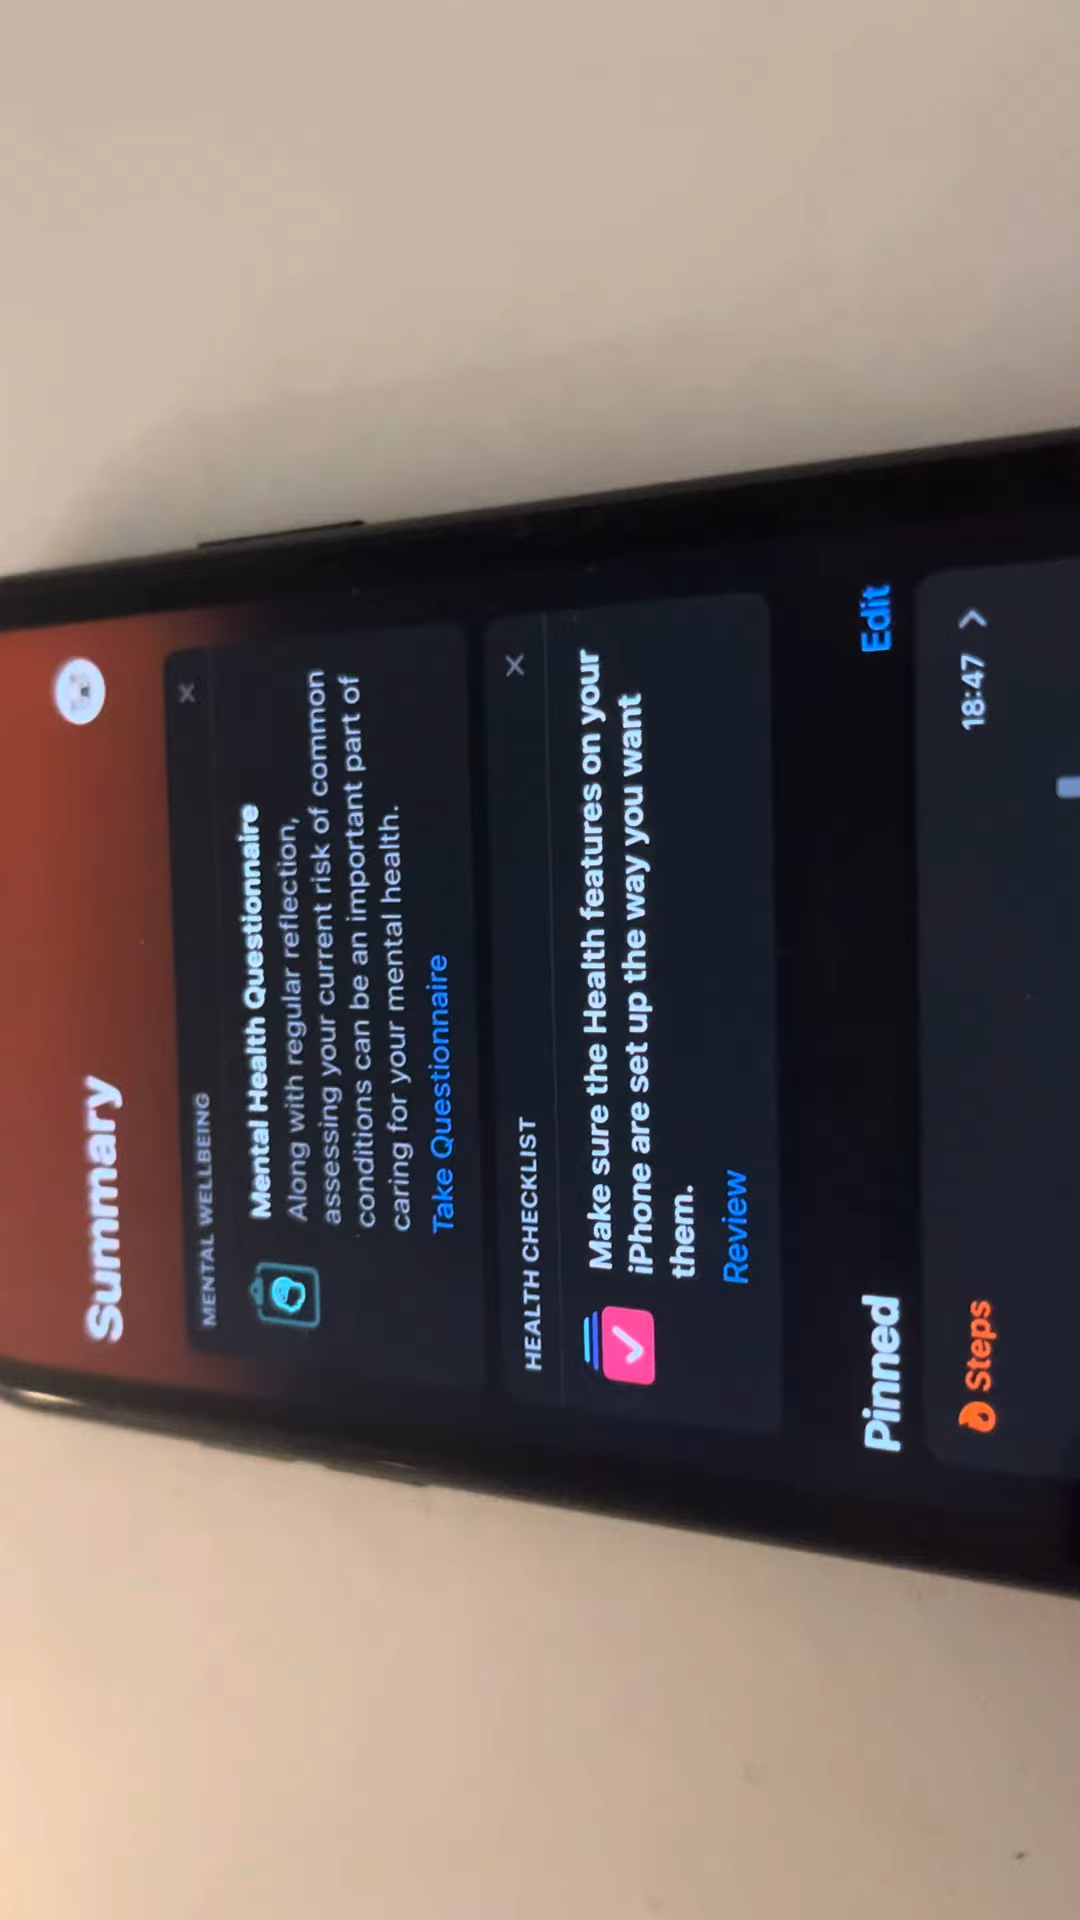 Summary
MENTAL WELLBEING
Mental Health Questionnaire
Along with regular reflection,
assessing your current risk of common
conditions can be an important part of
caring for your mental health.
Take Questionnaire
HEALTH CHECKLIST
Make sure the Health features on your
iPhone are set up the way you want
them.
Review
Pinned
Edit
Steps
18:47